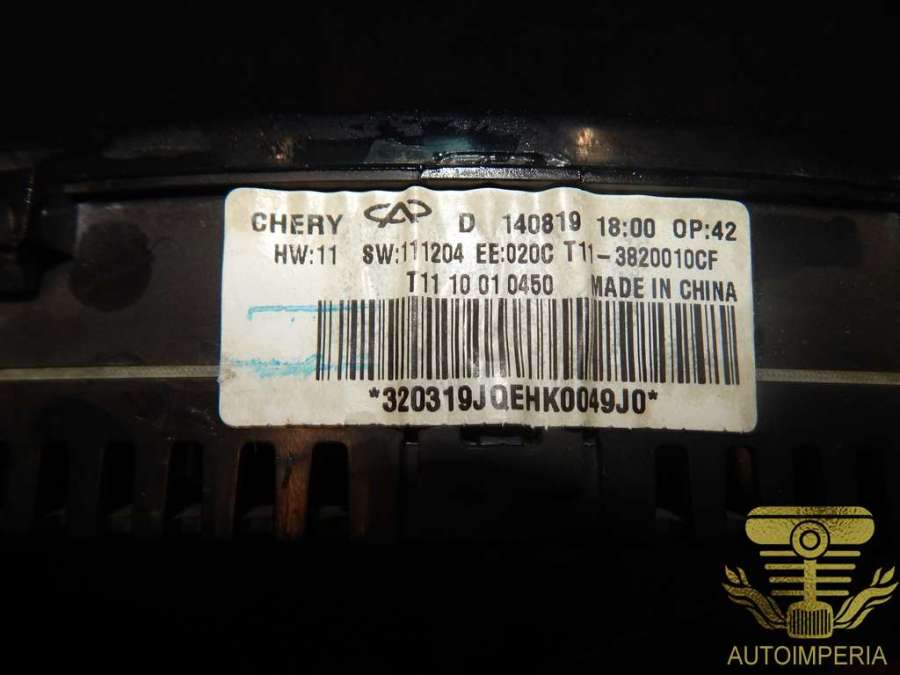 CHERY D 140819 18:00 OP:42
HW:11 SW:111204 EE:020C T11-3820010CF
T11 10 01 0450 MADE IN CHINA
*320319JQEHK0049J0*
AUTOIMPERIA